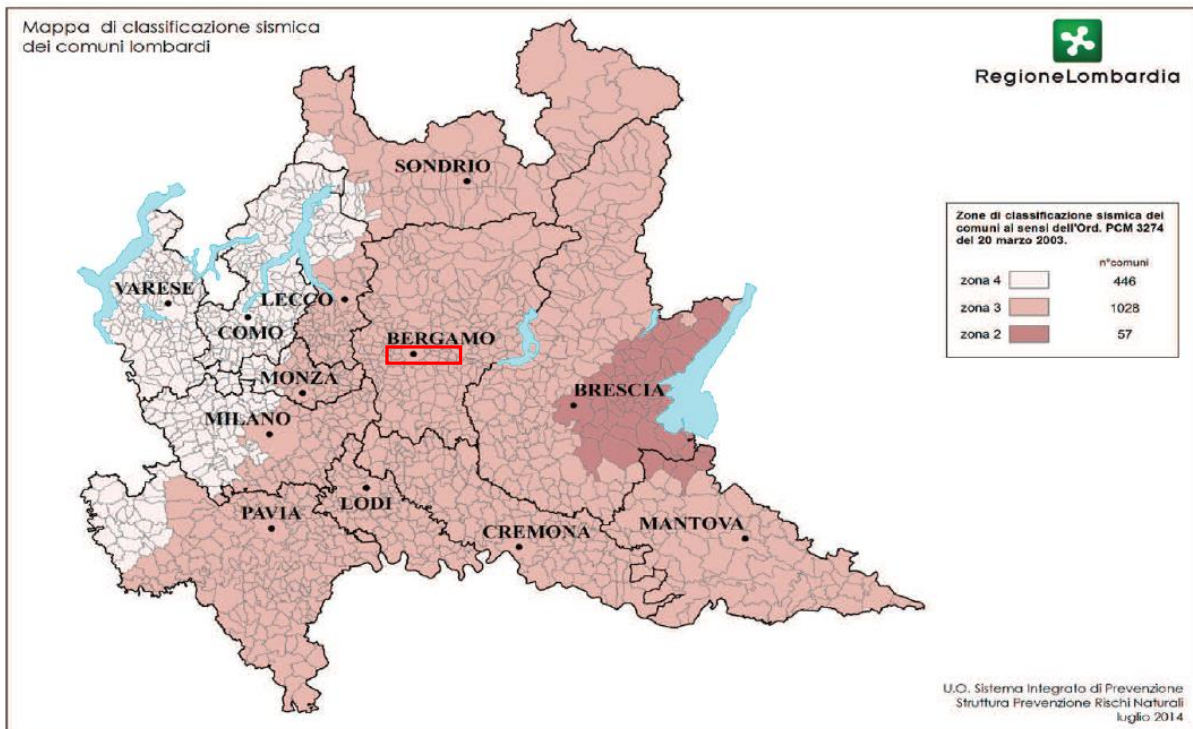 Mappa di classificazione sismica
dei comuni lombardi
RegioneLombardia
SONDRIO
VARESE
LECCO
COMO
BERGAMO
MONZA
BRESCIA
MILANO
LODI
PAVIA
CREMONA
MANTOVA
Zone di classificazione sismica dei
comuni ai sensi dell'Ord. PCM 3274
del 20 marzo 2003.
n°comuni
zona 4 446
zona 3 1028
zona 2 57
U.O. Sistema Integrato di Prevenzione
Struttura Prevenzione Rischi Naturali
luglio 2014